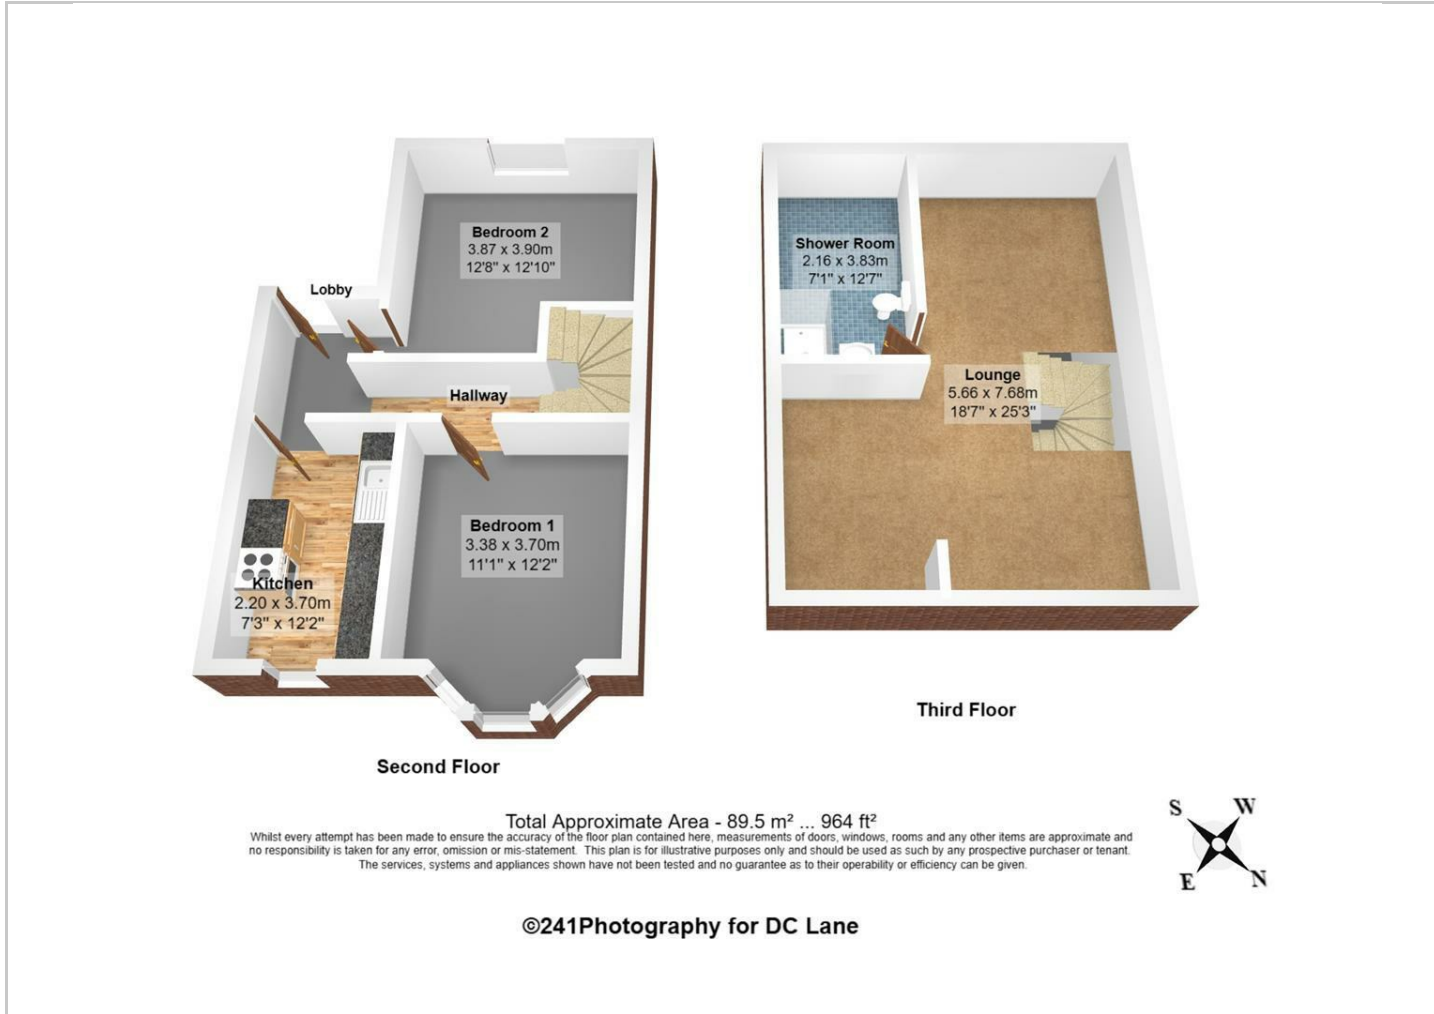 Bedroom 2
3.87 x 3.90m
12'8" x 12'10"
Lobby
Hallway
Bedroom 1
3.38 x 3.70m
11'1" x 12'2"
Kitchen
2.20 x 3.70m
7'3" x 12'2"
Second Floor
Shower Room
2.16 x 3.83m
7'1" x 12'7"
Lounge
5.66 x 7.68m
18'7" x 25'3"
Third Floor
Total Approximate Area - 89.5 m² ... 964 ft²
Whilst every attempt has been made to ensure the accuracy of the floor plan contained here, measurements of doors, windows, rooms and any other items are approximate and
no responsibility is taken for any error, omission or mis-statement. This plan is for illustrative purposes only and should be used as such by any prospective purchaser or tenant.
The services, systems and appliances shown have not been tested and no guarantee as to their operability or efficiency can be given.
S W
E N
©241Photography for DC Lane